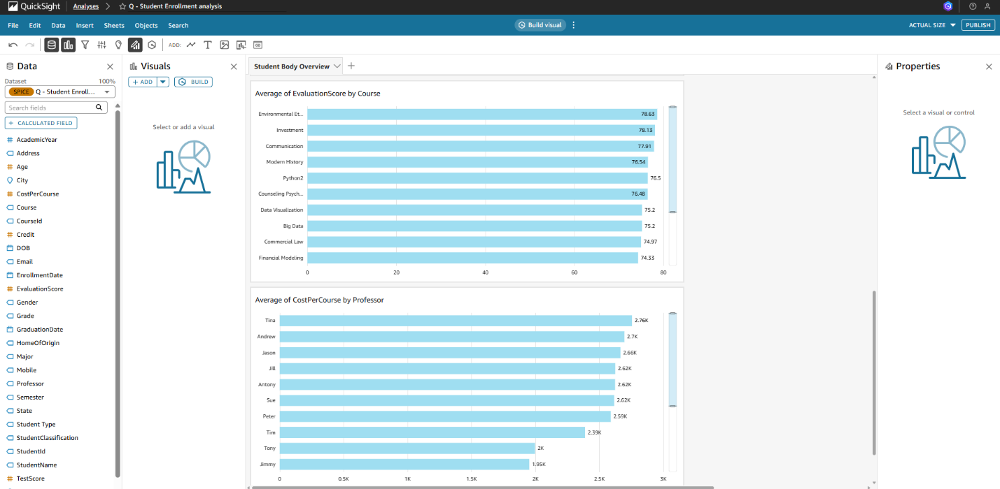 QuickSight
Analyses
Q - Student Enrollment analysis
File Edit Data Insert Sheets Objects Search
Build visual
ACTUAL SIZE
PUBLISH
ADD:
Data
Dataset
100%
SPICE Q - Student Enroll...
Search fields
+ CALCULATED FIELD
AcademicYear
Address
Age
City
CostPerCourse
Course
CourseId
Credit
DOB
Email
EnrollmentDate
EvaluationScore
Gender
Grade
GraduationDate
HomeOfOrigin
Major
Mobile
Professor
Semester
State
Student Type
StudentClassification
StudentId
StudentName
TestScore
Visuals
+ ADD
BUILD
Select or add a visual
Student Body Overview
Average of EvaluationScore by Course
Environmental Et... 78.63
Investment 78.13
Communication 77.91
Modern History 76.54
Python2 76.5
Counseling Psych... 76.48
Data Visualization 75.2
Big Data 75.2
Commercial Law 74.97
Financial Modeling 74.33
0 20 40 60 80
Average of CostPerCourse by Professor
Tina 2.76K
Andrew 2.7K
Jason 2.66K
Jill 2.62K
Antony 2.62K
Sue 2.62K
Peter 2.59K
Tim 2.39K
Tony 2K
Jimmy 1.95K
0 0.5K 1K 1.5K 2K 2.5K 3K
Properties
Select a visual or control